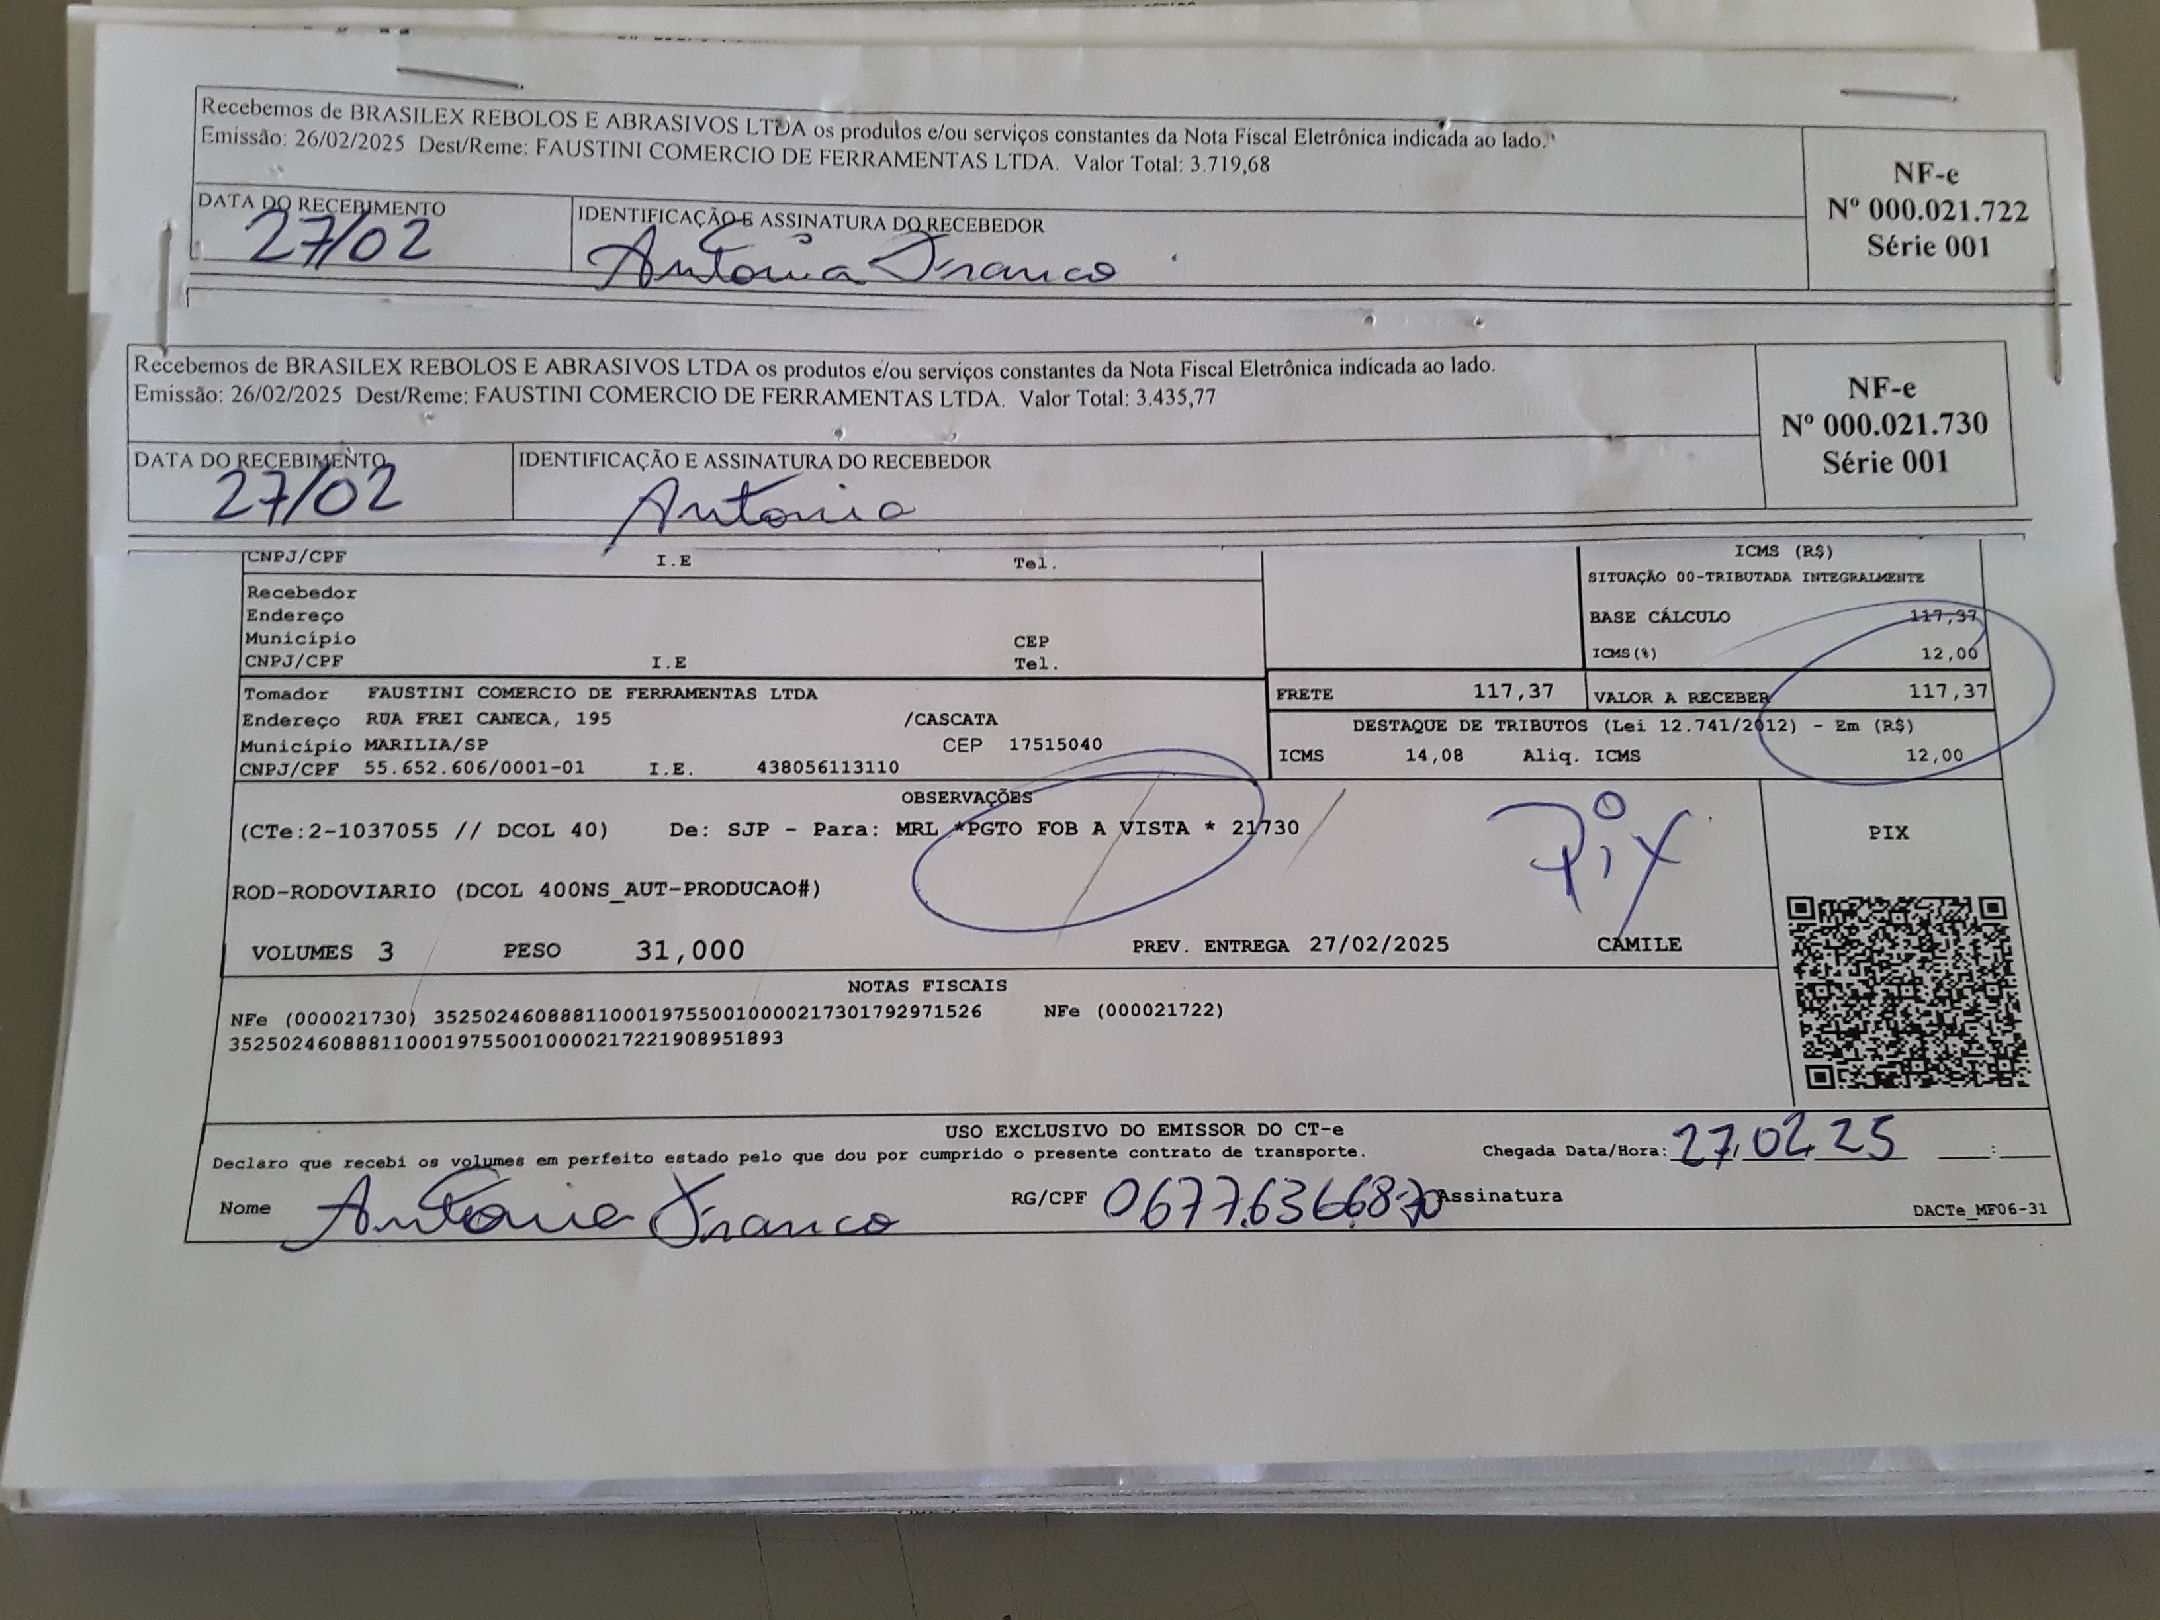 Recebemos de BRASILEX REBOLOS E ABRASIVOS LTDA os produtos e/ou serviços constantes da Nota Fiscal Eletrônica indicada ao lado.
Emissão: 26/02/2025 Dest/Reme: FAUSTINI COMERCIO DE FERRAMENTAS LTDA. Valor Total: 3.719,68
NF-e
Nº 000.021.722
Série 001
DATA DO RECEBIMENTO
27/02
IDENTIFICAÇÃO E ASSINATURA DO RECEBEDOR
Antonia Franco
Recebemos de BRASILEX REBOLOS E ABRASIVOS LTDA os produtos e/ou serviços constantes da Nota Fiscal Eletrônica indicada ao lado.
Emissão: 26/02/2025 Dest/Reme: FAUSTINI COMERCIO DE FERRAMENTAS LTDA. Valor Total: 3.435,77
NF-e
Nº 000.021.730
Série 001
DATA DO RECEBIMENTO
27/02
IDENTIFICAÇÃO E ASSINATURA DO RECEBEDOR
Antonia
CNPJ/CPF I.E Tel.
Recebedor
Endereço
Município CEP
CNPJ/CPF I.E Tel.
ICMS (R$)
SITUAÇÃO 00-TRIBUTADA INTEGRALMENTE
BASE CÁLCULO 117,37
ICMS(%) 12,00
Tomador FAUSTINI COMERCIO DE FERRAMENTAS LTDA
Endereço RUA FREI CANECA, 195 /CASCATA
Município MARILIA/SP CEP 17515040
CNPJ/CPF 55.652.606/0001-01 I.E. 438056113110
FRETE 117,37 VALOR A RECEBER 117,37
DESTAQUE DE TRIBUTOS (Lei 12.741/2012) - Em (R$)
ICMS 14,08 Aliq. ICMS 12,00
OBSERVAÇÕES
(CTe:2-1037055 // DCOL 40) De: SJP - Para: MRL *PGTO FOB A VISTA * 21730
ROD-RODOVIARIO (DCOL 400NS_AUT-PRODUCAO#)
Pix
PIX
VOLUMES 3 PESO 31,000 PREV. ENTREGA 27/02/2025 CAMILE
NOTAS FISCAIS
NFe (000021730) 35250246088811000197550010000217301792971526 NFe (000021722)
35250246088811000197550010000217221908951893
USO EXCLUSIVO DO EMISSOR DO CT-e
Declaro que recebi os volumes em perfeito estado pelo que dou por cumprido o presente contrato de transporte.
Chegada Data/Hora: 27/02/25 __:__
Nome Antonia Franco RG/CPF 067763668-70 Assinatura
DACTe_MF06-31